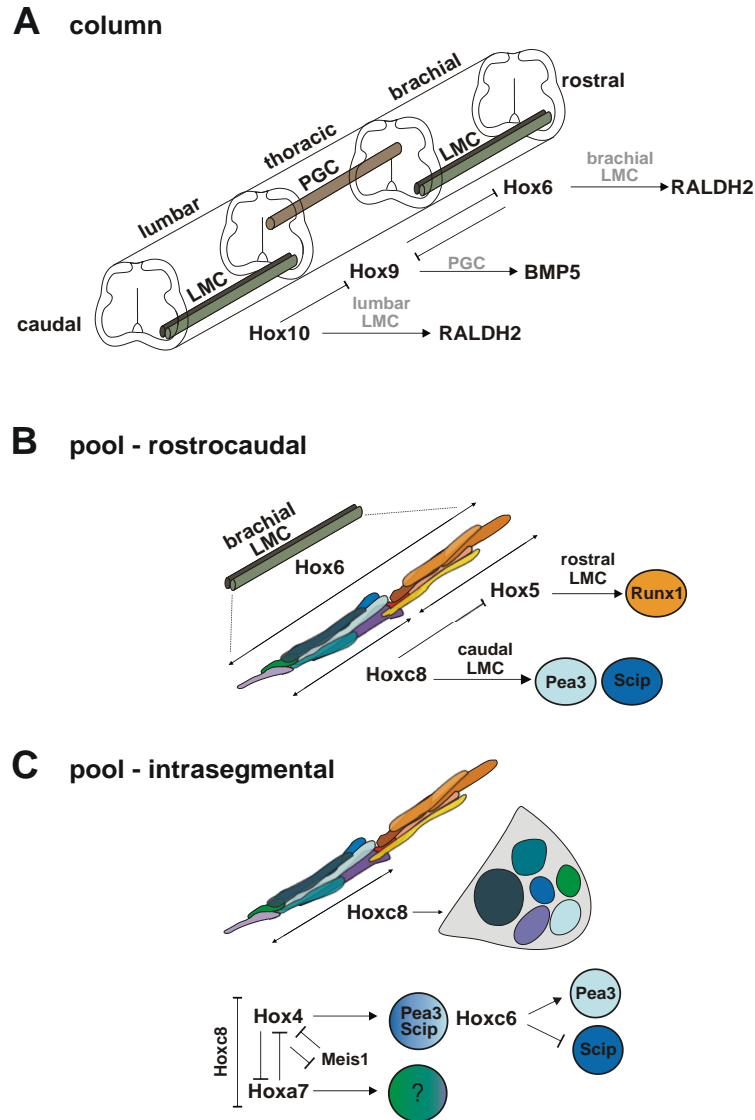 A column
brachial
rostral
thoracic
LMC
PGC
brachial
LMC
Hox6
RALDH2
lumbar
Hox9
PGC
BMP5
LMC
caudal
lumbar
LMC
Hox10
RALDH2
B pool - rostrocaudal
brachial
LMC
Hox6
rostral
LMC
Hox5
Runx1
caudal
LMC
Hoxc8
Pea3
Scip
C pool - intrasegmental
Hoxc8
Hoxc8
Hox4
Pea3
Scip
Hoxc6
Pea3
Meis1
Scip
Hoxa7
?